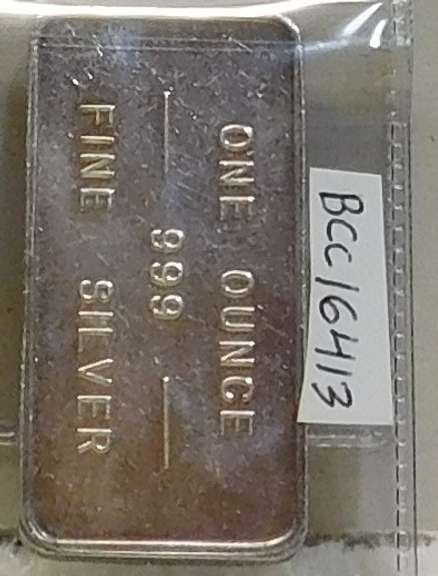 ONE OUNCE
999
FINE SILVER
BCC16413